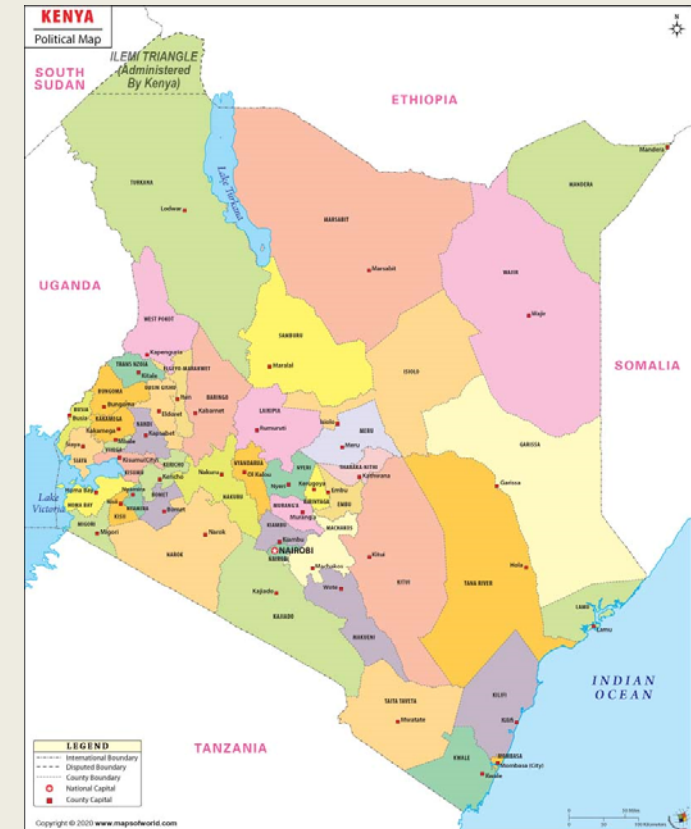 KENYA
Political Map
N
ILEMI TRIANGLE
(Administered
By Kenya)
SOUTH
SUDAN
ETHIOPIA
UGANDA
SOMALIA
TANZANIA
INDIAN
OCEAN
Lake Turkana
Lake
Victoria
TURKANA
Lodwar
MARSABIT
Marsabit
MANDERA
Mandera
WAJIR
Wajir
WEST POKOT
Kapenguria
SAMBURU
Maralal
ISIOLO
Isiolo
TRANS NZOIA
Kitale
ELGEYO-MARAKWET
UASIN GISHU
Iten
Eldoret
BARINGO
Kabarnet
BUNGOMA
Bungoma
BUSIA
Busia
KAKAMEGA
Kakamega
NANDI
Kapsabet
VIHIGA
Mbale
SIAYA
Siaya
KISUMU
Kisumu(City)
KERICHO
Kericho
LAIKIPIA
Rumuruti
MERU
Meru
THARAKA-NITHI
Kathwana
GARISSA
Garissa
NAKURU
Nakuru
NYANDARUA
Ol Kalou
NYERI
Nyeri
KIRINYAGA
Kerugoya
EMBU
Embu
MURANG'A
Murang'a
HOMA BAY
Homa Bay
KISII
Kisii
NYAMIRA
Nyamira
BOMET
Bomet
MIGORI
Migori
NAROK
Narok
KIAMBU
Kiambu
NAIROBI
NAIROBI
MACHAKOS
Machakos
KAJIADO
Kajiado
MAKUENI
Wote
KITUI
Kitui
TANA RIVER
Hola
LAMU
Lamu
KILIFI
Kilifi
TAITA TAVETA
Mwatate
KWALE
Kwale
MOMBASA
Mombasa (City)
LEGEND
International Boundary
Disputed Boundary
County Boundary
National Capital
County Capital
Copyright © 2020 www.mapsofworld.com